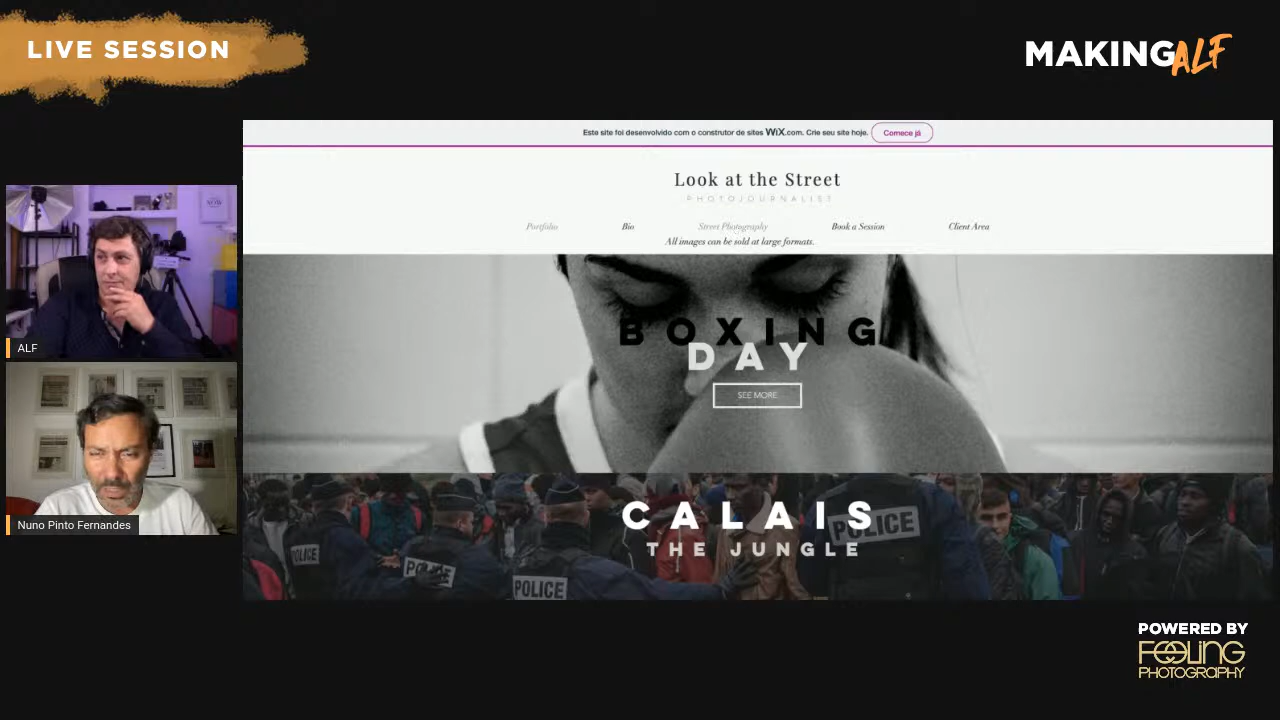 LIVE SESSION
MAKINGALF
Este site foi desenvolvido com o construtor de sites WiX.com. Crie seu site hoje. Comece já
Look at the Street
PHOTOJOURNALIST
Portfolio Bio Street Photography Book a Session Client Area
All images can be sold at large formats.
BOXING
DAY
SEE MORE
CALAIS
THE JUNGLE
POLICE
POLICE
POLICE
POLICE
NOW
ALF
Nuno Pinto Fernandes
POWERED BY
FEELING
PHOTOGRAPHY